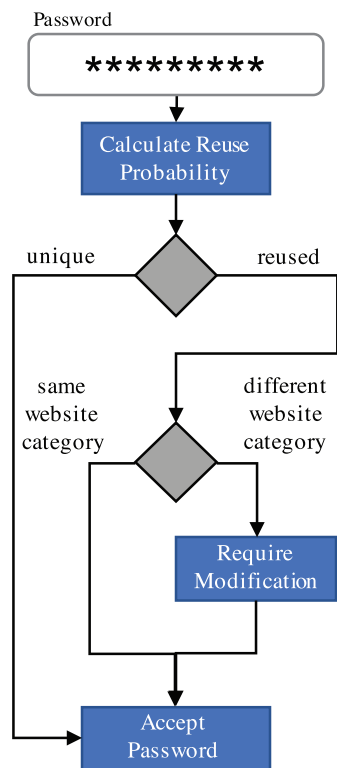 Password
*********
Calculate Reuse
Probability
unique
reused
same
website
category
different
website
category
Require
Modification
Accept
Password